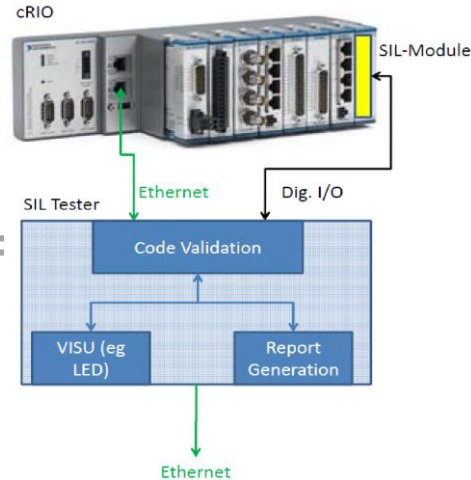 cRIO
SIL-Module
Ethernet
Dig. I/O
SIL Tester
Code Validation
VISU (eg
LED)
Report
Generation
Ethernet